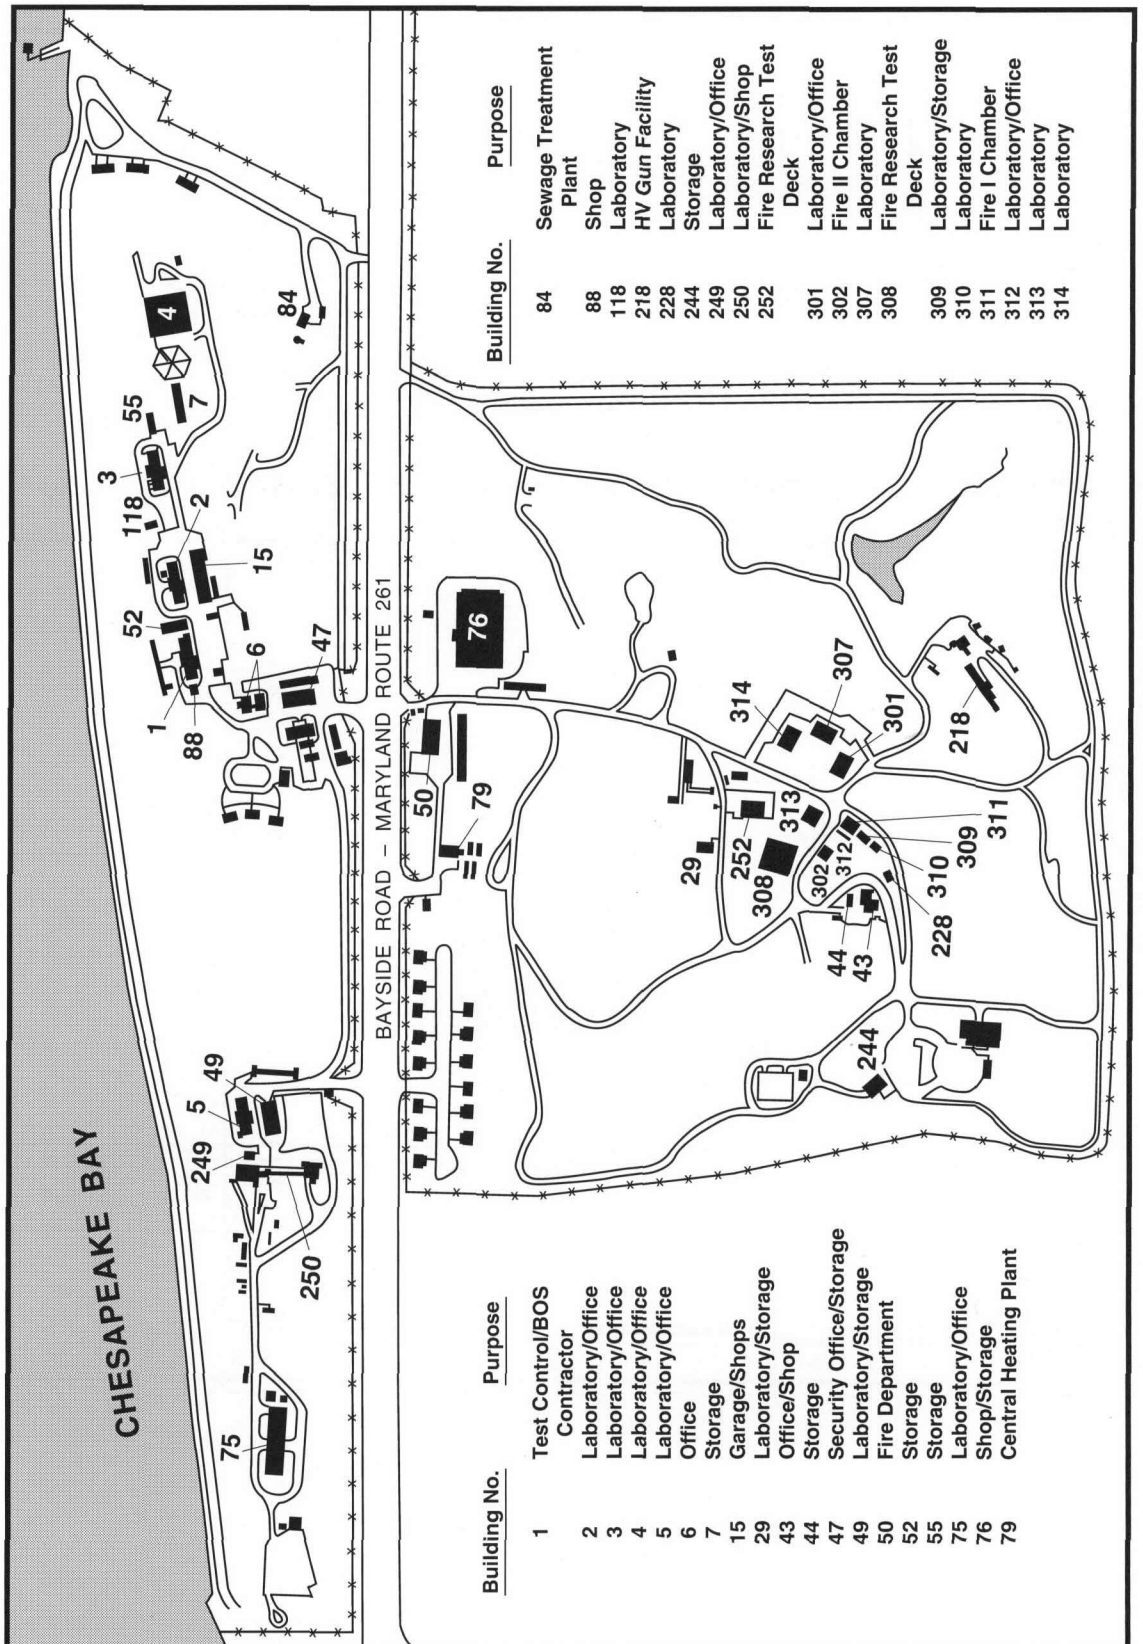 CHESAPEAKE BAY
BAYSIDE ROAD – MARYLAND ROUTE 261
75
250
249
5
49
88
1
52
6
47
118
2
15
3
55
7
4
84
50
79
76
29
252
308
313
314
307
301
302
312
311
309
310
228
44
43
244
218
Building No. Purpose
1 Test Control/BOS
Contractor
2 Laboratory/Office
3 Laboratory/Office
4 Laboratory/Office
5 Laboratory/Office
6 Office
7 Storage
15 Garage/Shops
29 Laboratory/Storage
43 Office/Shop
44 Storage
47 Security Office/Storage
49 Laboratory/Storage
50 Fire Department
52 Storage
55 Storage
75 Laboratory/Office
76 Shop/Storage
79 Central Heating Plant
Building No. Purpose
84 Sewage Treatment
Plant
88 Shop
118 Laboratory
218 HV Gun Facility
228 Laboratory
244 Storage
249 Laboratory/Office
250 Laboratory/Shop
252 Fire Research Test
Deck
301 Laboratory/Office
302 Fire II Chamber
307 Laboratory
308 Fire Research Test
Deck
309 Laboratory/Storage
310 Laboratory
311 Fire I Chamber
312 Laboratory/Office
313 Laboratory
314 Laboratory